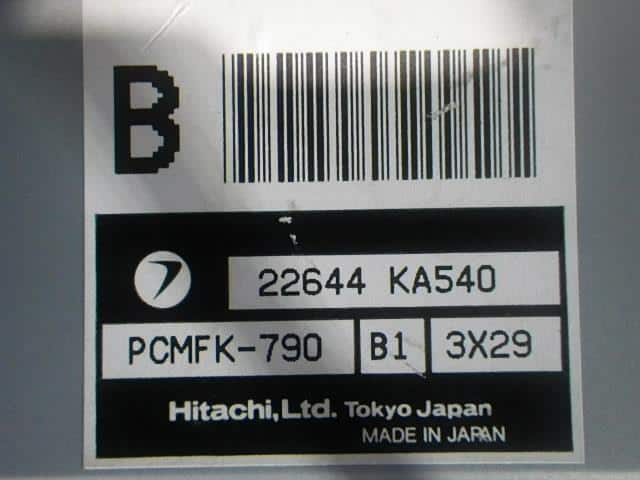 B
22644 KA540
PCMFK-790 B1 3X29
Hitachi,Ltd. Tokyo Japan
MADE IN JAPAN